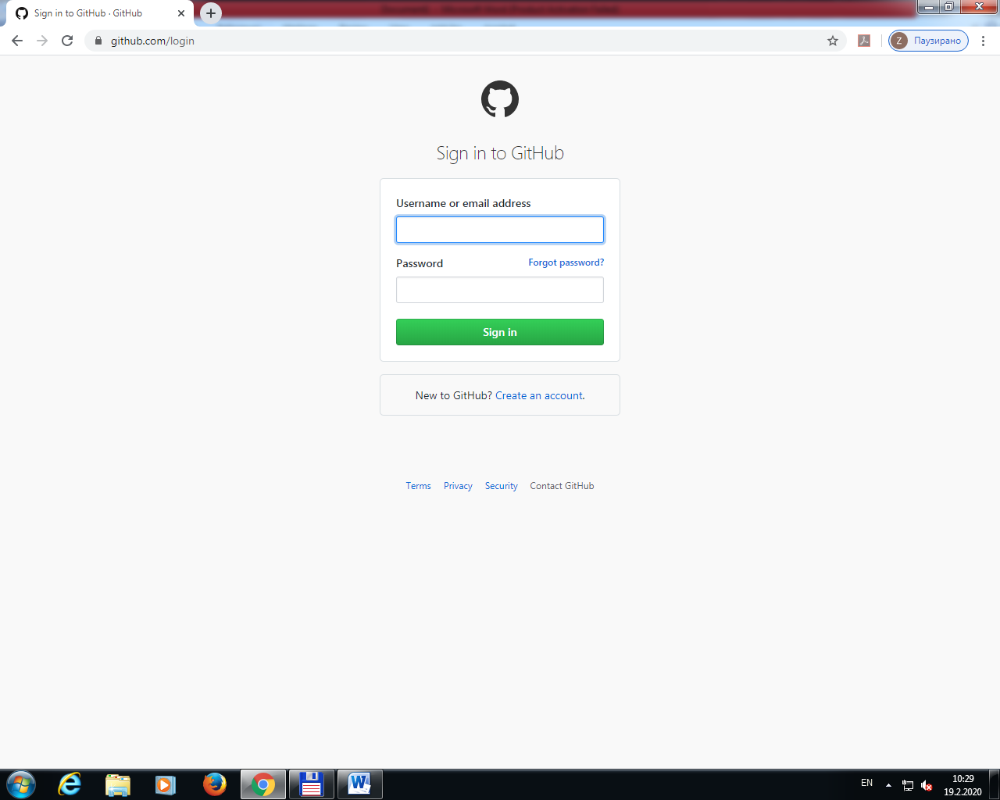 Sign in to GitHub · GitHub
github.com/login
Z Паузирано
Sign in to GitHub
Username or email address
Password Forgot password?
Sign in
New to GitHub? Create an account.
Terms Privacy Security Contact GitHub
EN 10:29
19.2.2020